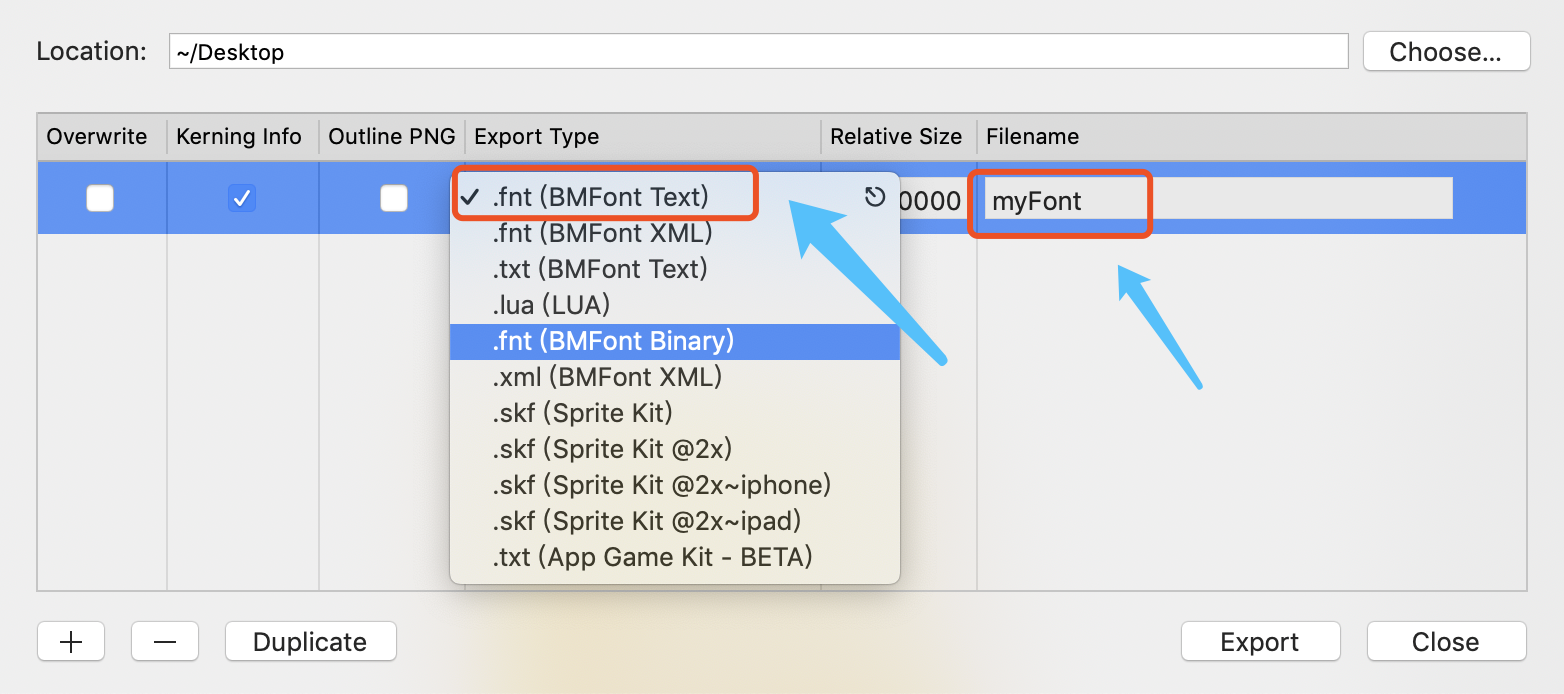 Location: ~/Desktop Choose...
Overwrite Kerning Info Outline PNG Export Type Relative Size Filename
.fnt (BMFont Text) 0000 myFont
.fnt (BMFont XML)
.txt (BMFont Text)
.lua (LUA)
.fnt (BMFont Binary)
.xml (BMFont XML)
.skf (Sprite Kit)
.skf (Sprite Kit @2x)
.skf (Sprite Kit @2x~iphone)
.skf (Sprite Kit @2x~ipad)
.txt (App Game Kit - BETA)
Duplicate Export Close